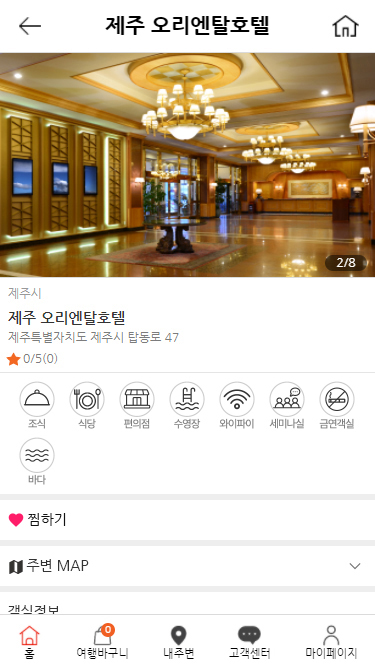 제주 오리엔탈호텔
2/8
제주시
제주 오리엔탈호텔
제주특별자치도 제주시 탑동로 47
0/5(0)
조식 식당 편의점 수영장 와이파이 세미나실 금연객실
바다
찜하기
주변 MAP
객실정보
0
홈 여행바구니 내주변 고객센터 마이페이지